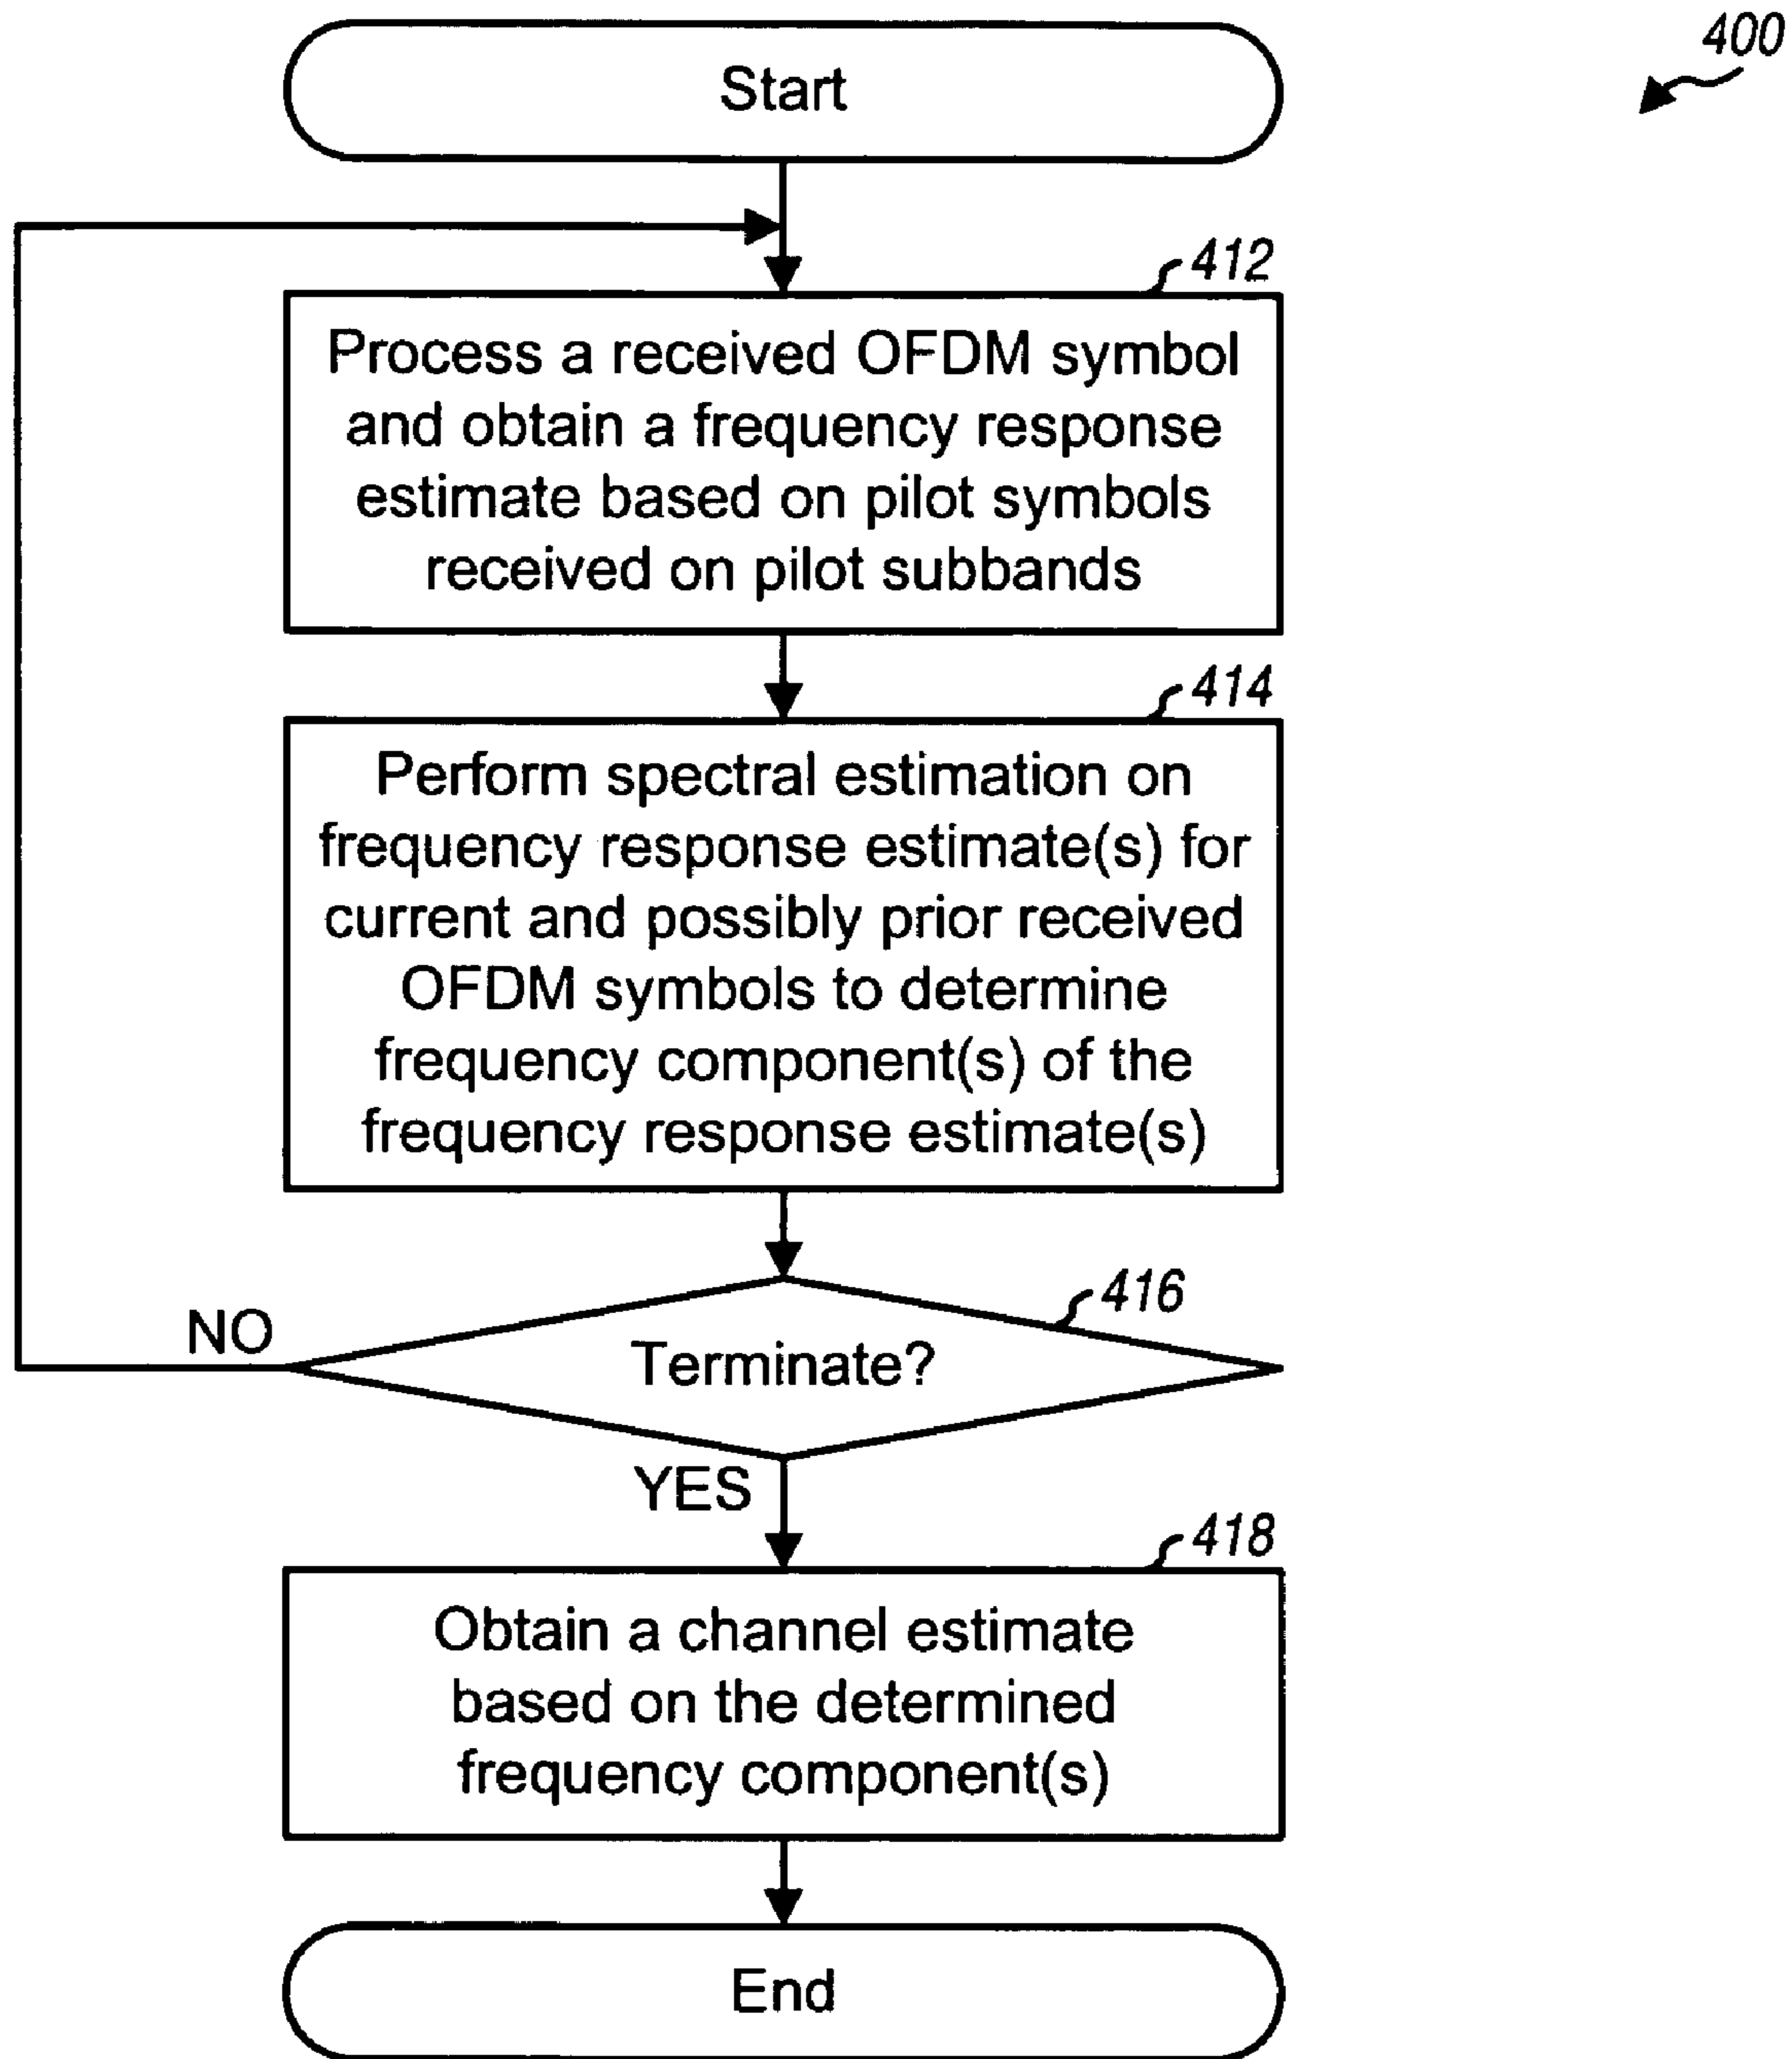 400
Start
412
Process a received OFDM symbol
and obtain a frequency response
estimate based on pilot symbols
received on pilot subbands
414
Perform spectral estimation on
frequency response estimate(s) for
current and possibly prior received
OFDM symbols to determine
frequency component(s) of the
frequency response estimate(s)
416
NO
Terminate?
YES
418
Obtain a channel estimate
based on the determined
frequency component(s)
End